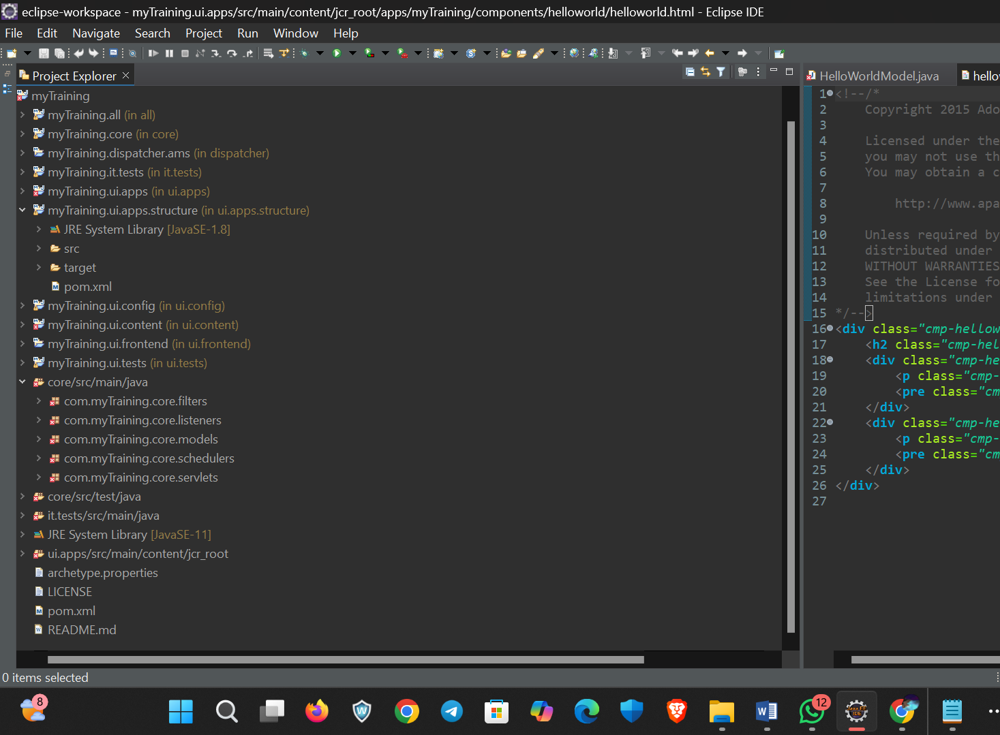 eclipse-workspace - myTraining.ui.apps/src/main/content/jcr_root/apps/myTraining/components/helloworld/helloworld.html - Eclipse IDE
File Edit Navigate Search Project Run Window Help
Project Explorer
myTraining
myTraining.all (in all)
myTraining.core (in core)
myTraining.dispatcher.ams (in dispatcher)
myTraining.it.tests (in it.tests)
myTraining.ui.apps (in ui.apps)
myTraining.ui.apps.structure (in ui.apps.structure)
JRE System Library [JavaSE-1.8]
src
target
pom.xml
myTraining.ui.config (in ui.config)
myTraining.ui.content (in ui.content)
myTraining.ui.frontend (in ui.frontend)
myTraining.ui.tests (in ui.tests)
core/src/main/java
com.myTraining.core.filters
com.myTraining.core.listeners
com.myTraining.core.models
com.myTraining.core.schedulers
com.myTraining.core.servlets
core/src/test/java
it.tests/src/main/java
JRE System Library [JavaSE-11]
ui.apps/src/main/content/jcr_root
archetype.properties
LICENSE
pom.xml
README.md
HelloWorldModel.java hello
1 <!--/*
2 Copyright 2015 Ado
3
4 Licensed under the
5 you may not use th
6 You may obtain a c
7
8 http://www.apa
9
10 Unless required by
11 distributed under
12 WITHOUT WARRANTIES
13 See the License fo
14 limitations under
15 */-->
16 <div class="cmp-hellow
17 <h2 class="cmp-hel
18 <div class="cmp-he
19 <p class="cmp-
20 <pre class="cm
21 </div>
22 <div class="cmp-he
23 <p class="cmp-
24 <pre class="cm
25 </div>
26 </div>
27
0 items selected
8
12